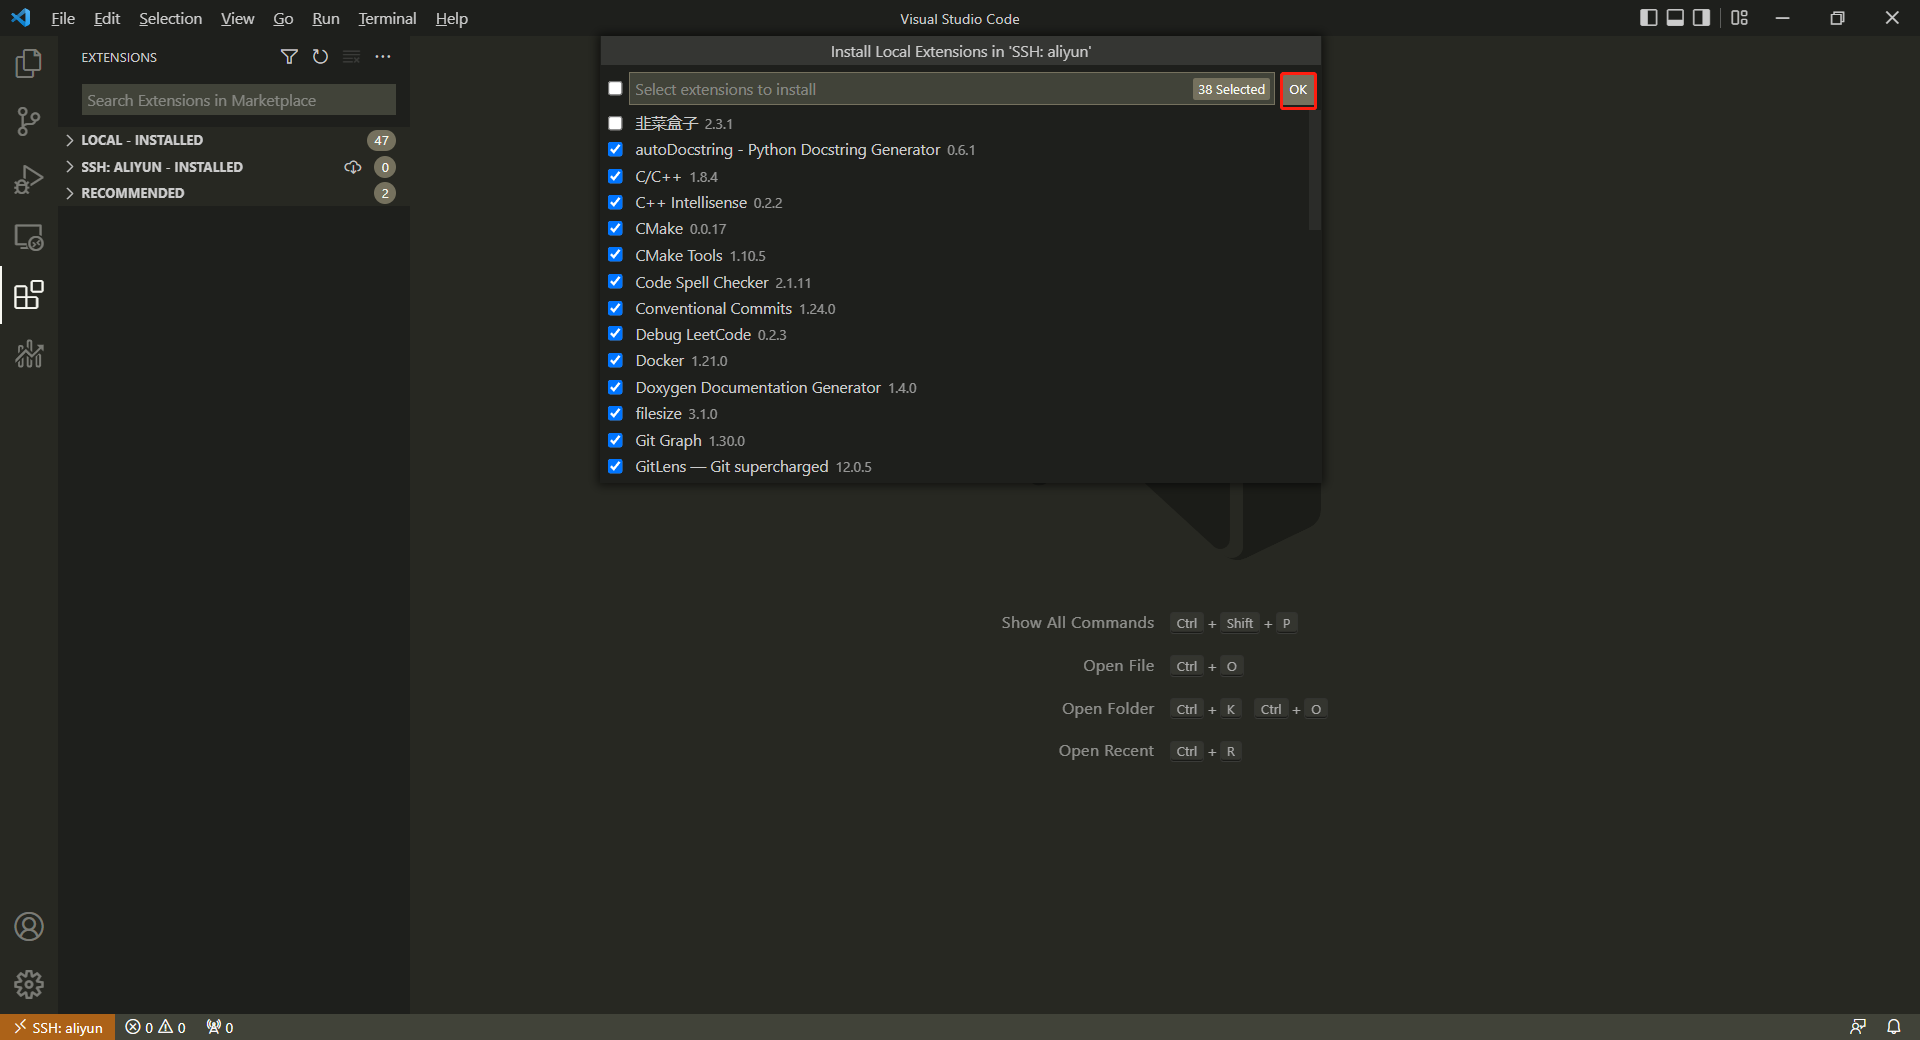 File Edit Selection View Go Run Terminal Help
Visual Studio Code
EXTENSIONS
Search Extensions in Marketplace
LOCAL - INSTALLED 47
SSH: ALIYUN - INSTALLED 0
RECOMMENDED 2
Install Local Extensions in 'SSH: aliyun'
Select extensions to install 38 Selected OK
韭菜盒子 2.3.1
autoDocstring - Python Docstring Generator 0.6.1
C/C++ 1.8.4
C++ Intellisense 0.2.2
CMake 0.0.17
CMake Tools 1.10.5
Code Spell Checker 2.1.11
Conventional Commits 1.24.0
Debug LeetCode 0.2.3
Docker 1.21.0
Doxygen Documentation Generator 1.4.0
filesize 3.1.0
Git Graph 1.30.0
GitLens — Git supercharged 12.0.5
Show All Commands Ctrl + Shift + P
Open File Ctrl + O
Open Folder Ctrl + K Ctrl + O
Open Recent Ctrl + R
SSH: aliyun 0 0 0